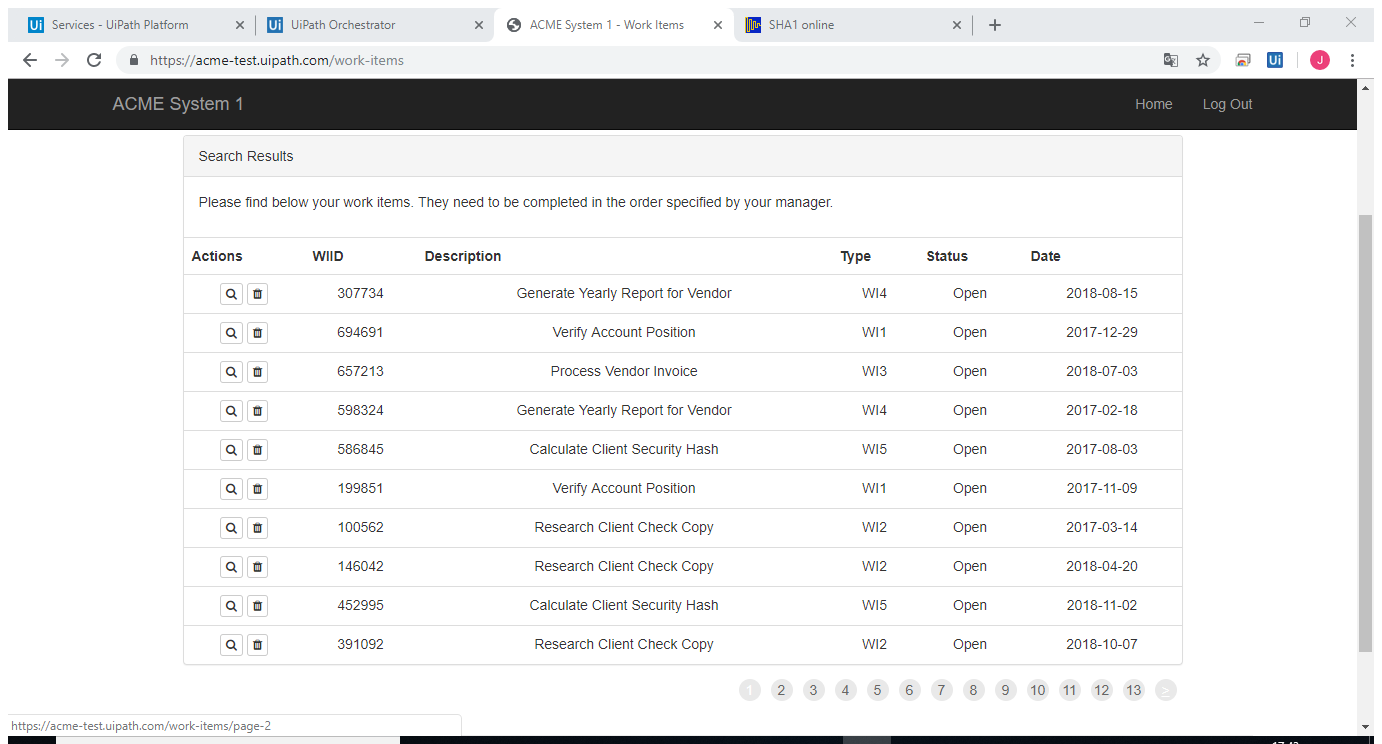 Services - UiPath Platform UiPath Orchestrator ACME System 1 - Work Items SHA1 online
https://acme-test.uipath.com/work-items
ACME System 1 Home Log Out
Search Results
Please find below your work items. They need to be completed in the order specified by your manager.
Actions WIID Description Type Status Date
307734 Generate Yearly Report for Vendor WI4 Open 2018-08-15
694691 Verify Account Position WI1 Open 2017-12-29
657213 Process Vendor Invoice WI3 Open 2018-07-03
598324 Generate Yearly Report for Vendor WI4 Open 2017-02-18
586845 Calculate Client Security Hash WI5 Open 2017-08-03
199851 Verify Account Position WI1 Open 2017-11-09
100562 Research Client Check Copy WI2 Open 2017-03-14
146042 Research Client Check Copy WI2 Open 2018-04-20
452995 Calculate Client Security Hash WI5 Open 2018-11-02
391092 Research Client Check Copy WI2 Open 2018-10-07
1 2 3 4 5 6 7 8 9 10 11 12 13 >
https://acme-test.uipath.com/work-items/page-2